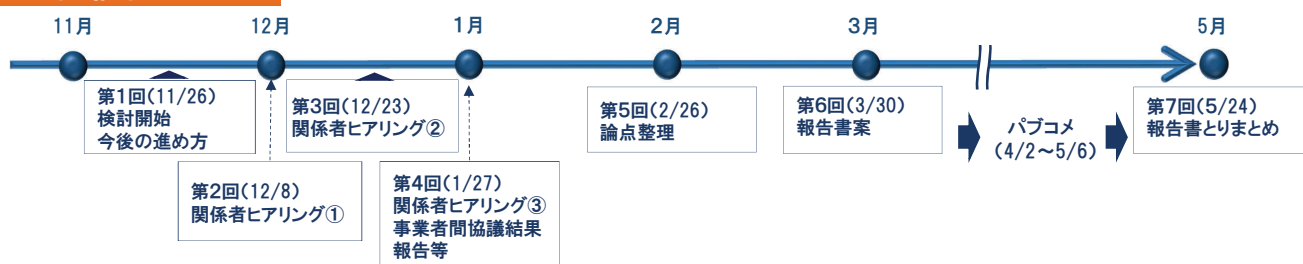 11月
12月
1月
2月
3月
5月
第1回(11/26)
検討開始
今後の進め方
第2回(12/8)
関係者ヒアリング①
第3回(12/23)
関係者ヒアリング②
第4回(1/27)
関係者ヒアリング③
事業者間協議結果
報告等
第5回(2/26)
論点整理
第6回(3/30)
報告書案
パブコメ
(4/2～5/6)
第7回(5/24)
報告書とりまとめ